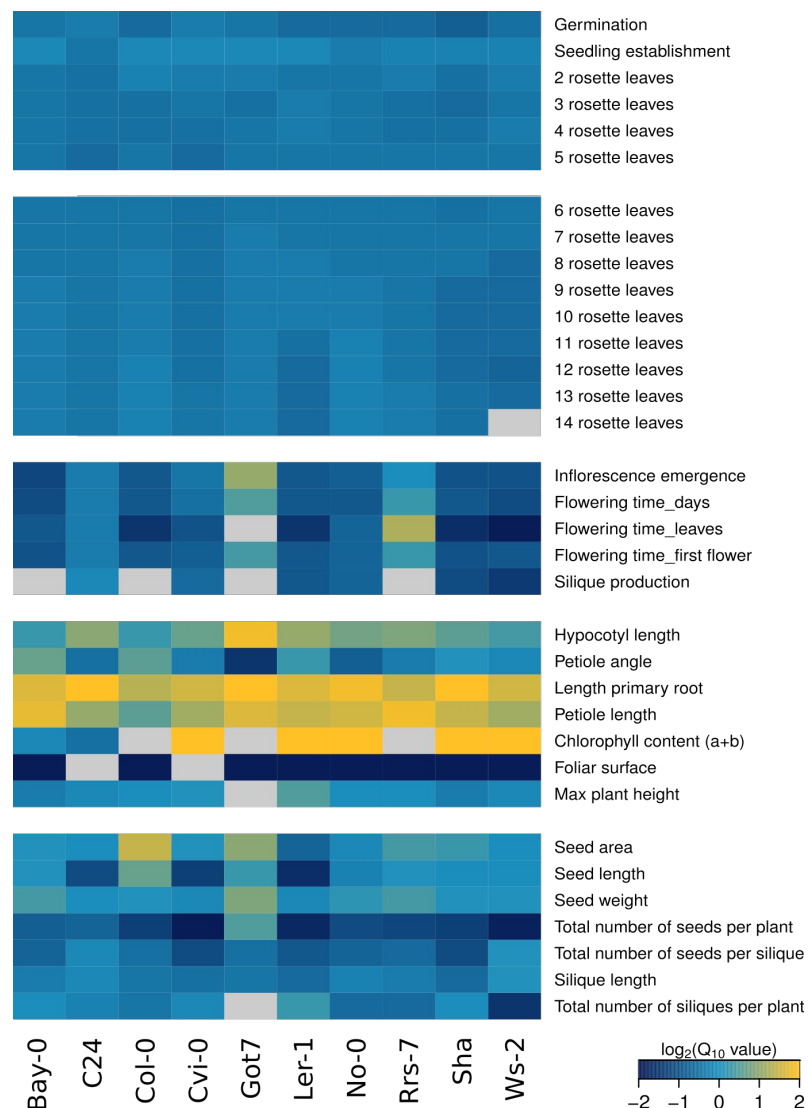 Germination
Seedling establishment
2 rosette leaves
3 rosette leaves
4 rosette leaves
5 rosette leaves
6 rosette leaves
7 rosette leaves
8 rosette leaves
9 rosette leaves
10 rosette leaves
11 rosette leaves
12 rosette leaves
13 rosette leaves
14 rosette leaves
Inflorescence emergence
Flowering time_days
Flowering time_leaves
Flowering time_first flower
Silique production
Hypocotyl length
Petiole angle
Length primary root
Petiole length
Chlorophyll content (a+b)
Foliar surface
Max plant height
Seed area
Seed length
Seed weight
Total number of seeds per plant
Total number of seeds per silique
Silique length
Total number of siliques per plant
Bay-0
C24
Col-0
Cvi-0
Got7
Ler-1
No-0
Rrs-7
Sha
Ws-2
log₂(Q₁₀ value)
−2 −1 0 1 2